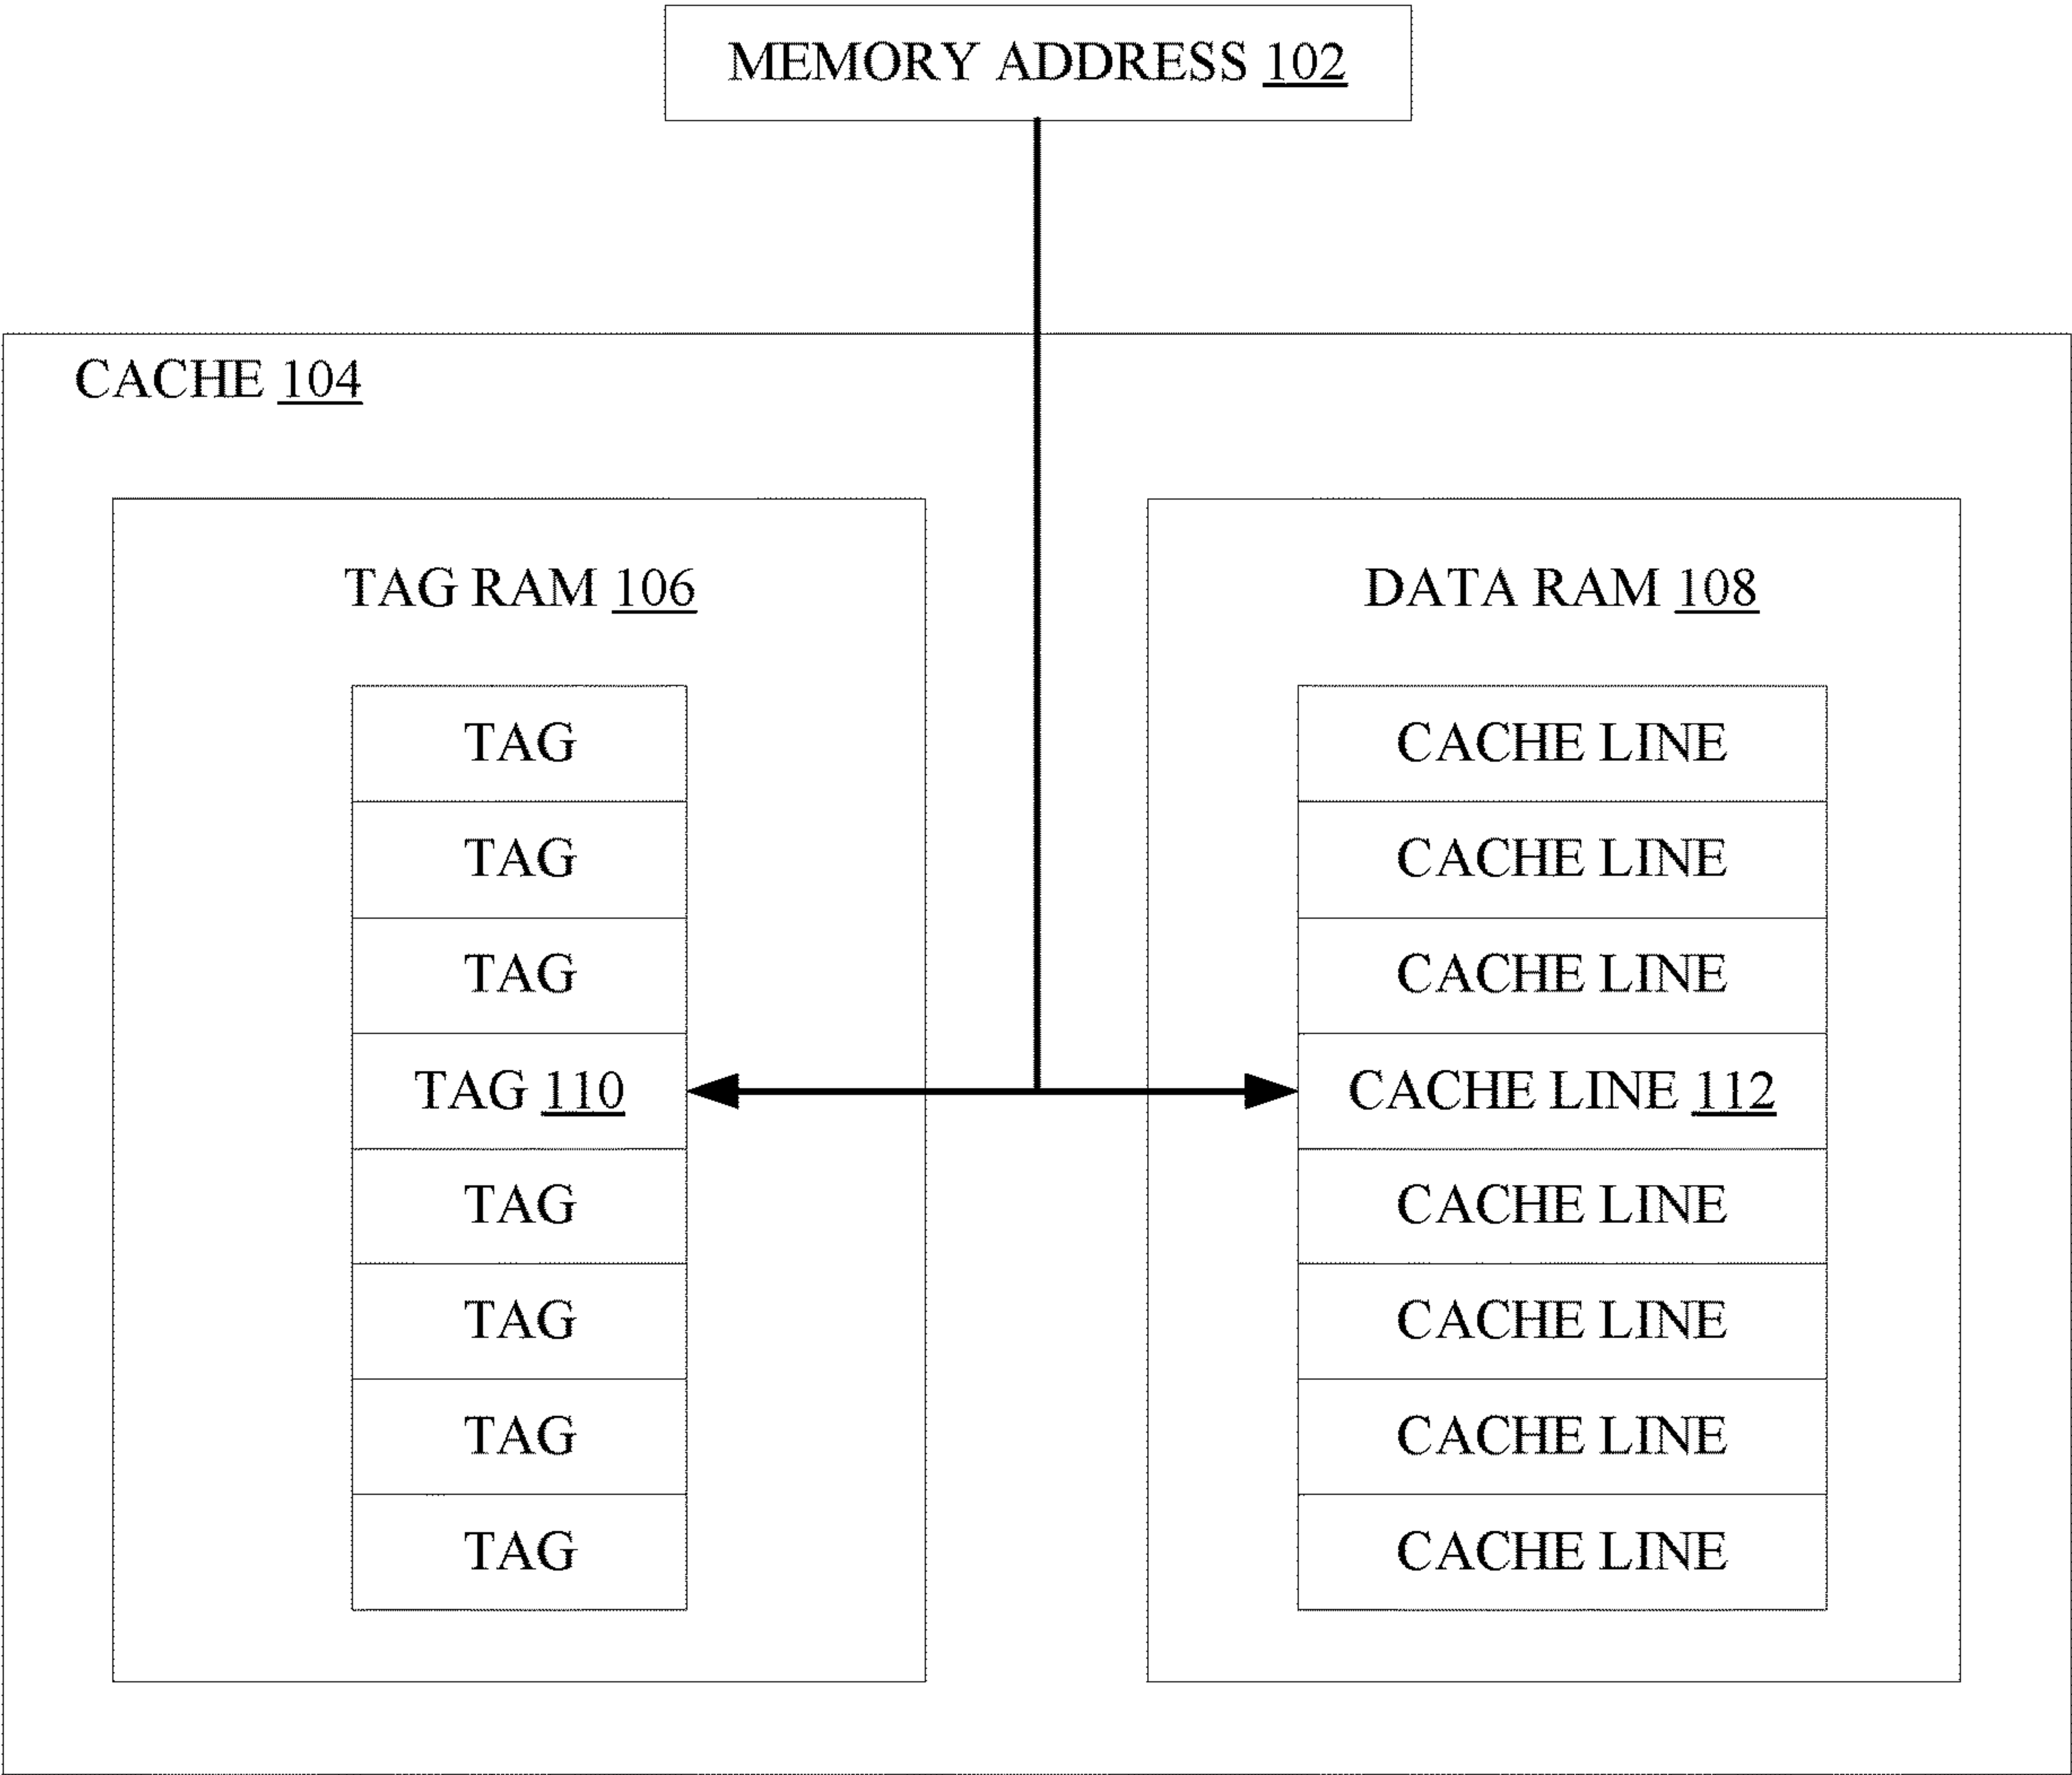 MEMORY ADDRESS 102
CACHE 104
TAG RAM 106
TAG
TAG
TAG
TAG 110
TAG
TAG
TAG
TAG
DATA RAM 108
CACHE LINE
CACHE LINE
CACHE LINE
CACHE LINE 112
CACHE LINE
CACHE LINE
CACHE LINE
CACHE LINE